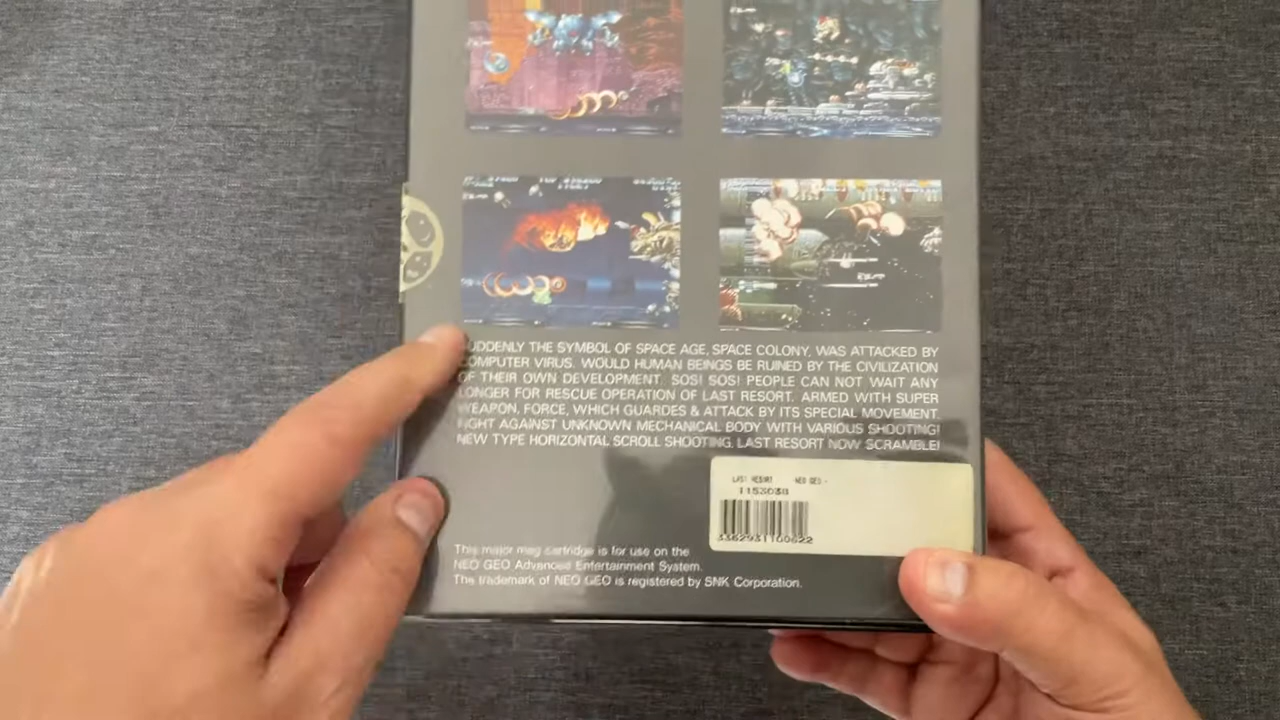 UDDENLY THE SYMBOL OF SPACE AGE, SPACE COLONY, WAS ATTACKED BY
COMPUTER VIRUS. WOULD HUMAN BEINGS BE RUINED BY THE CIVILIZATION
OF THEIR OWN DEVELOPMENT. SOS! SOS! PEOPLE CAN NOT WAIT ANY
LONGER FOR RESCUE OPERATION OF LAST RESORT. ARMED WITH SUPER
WEAPON, FORCE, WHICH GUARDES & ATTACK BY ITS SPECIAL MOVEMENT.
FIGHT AGAINST UNKNOWN MECHANICAL BODY WITH VARIOUS SHOOTING!
NEW TYPE HORIZONTAL SCROLL SHOOTING. LAST RESORT NOW SCRAMBLE!
LAST RESORT NEO GEO -
1153038
3362931100622
This major meg cartridge is for use on the
NEO GEO Advanced Entertainment System.
The trademark of NEO GEO is registered by SNK Corporation.